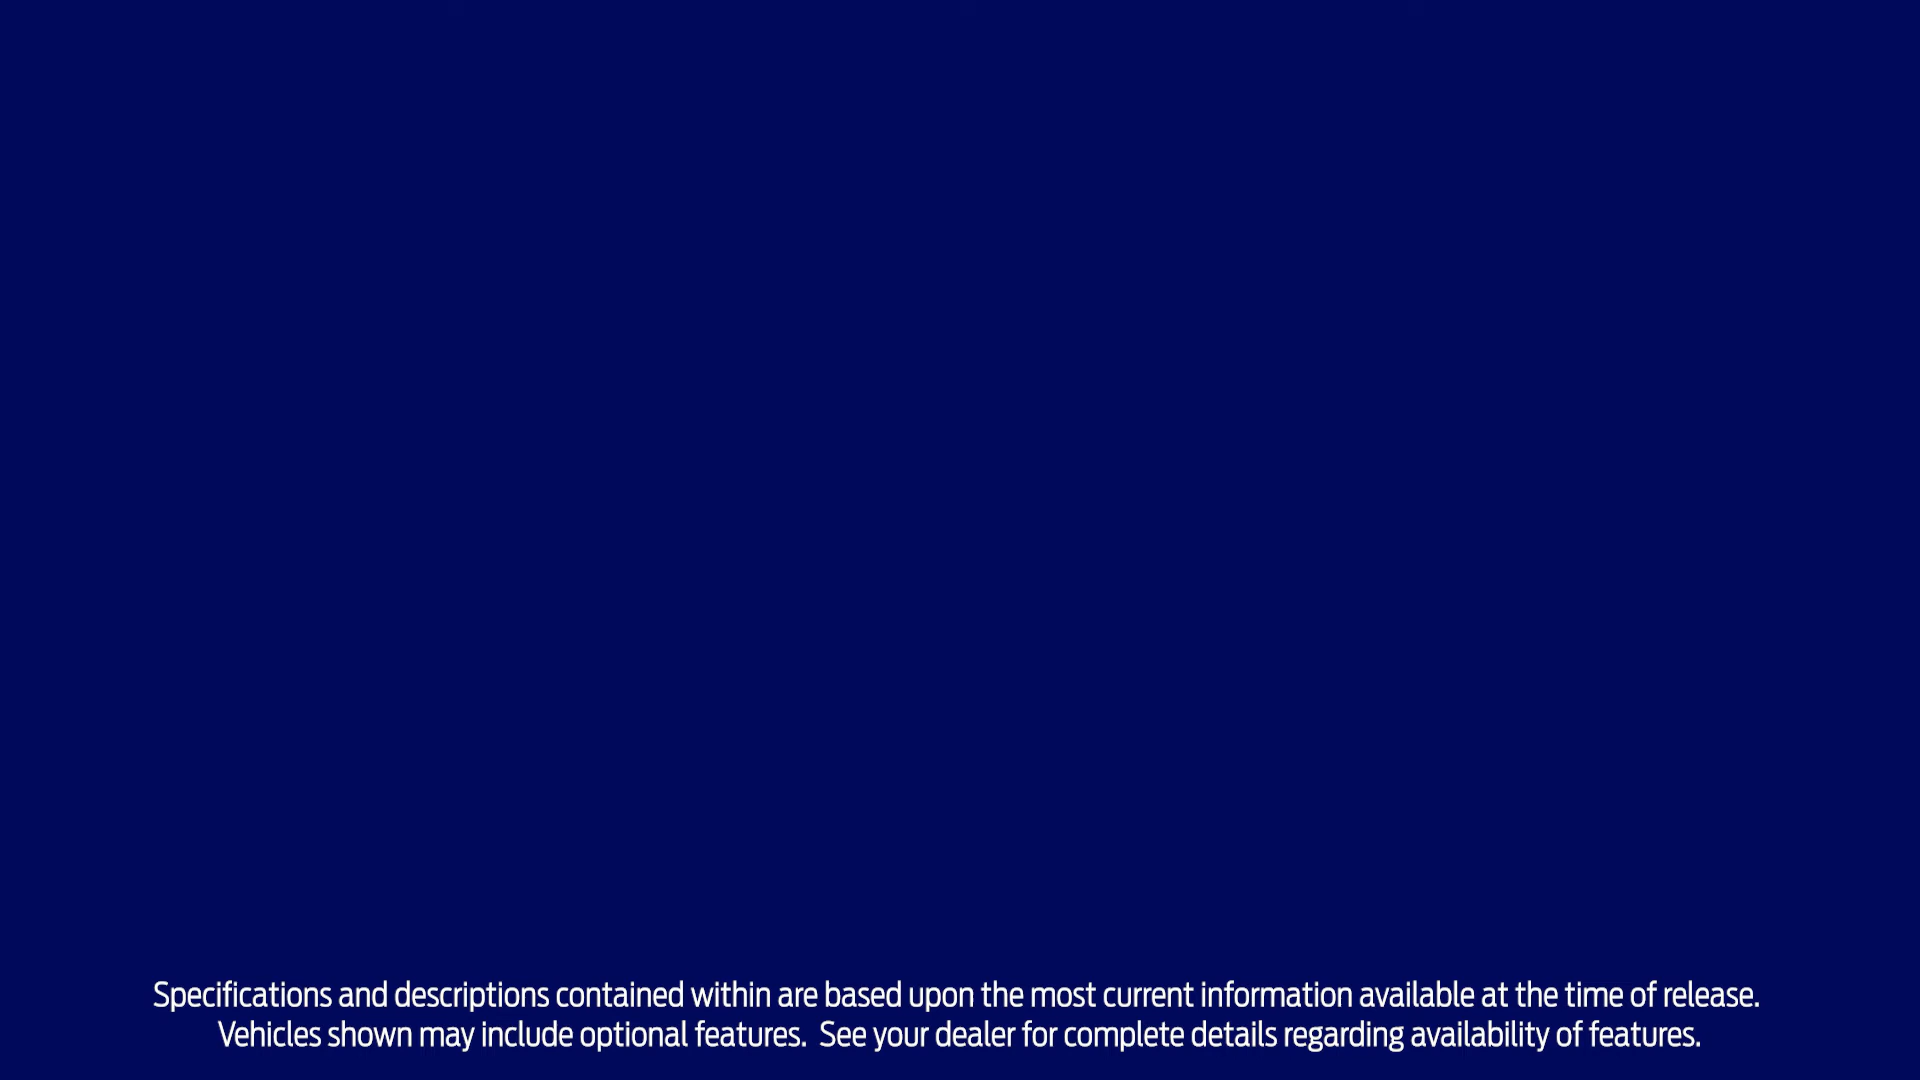 Specifications and descriptions contained within are based upon the most current information available at the time of release.
Vehicles shown may include optional features.  See your dealer for complete details regarding availability of features.